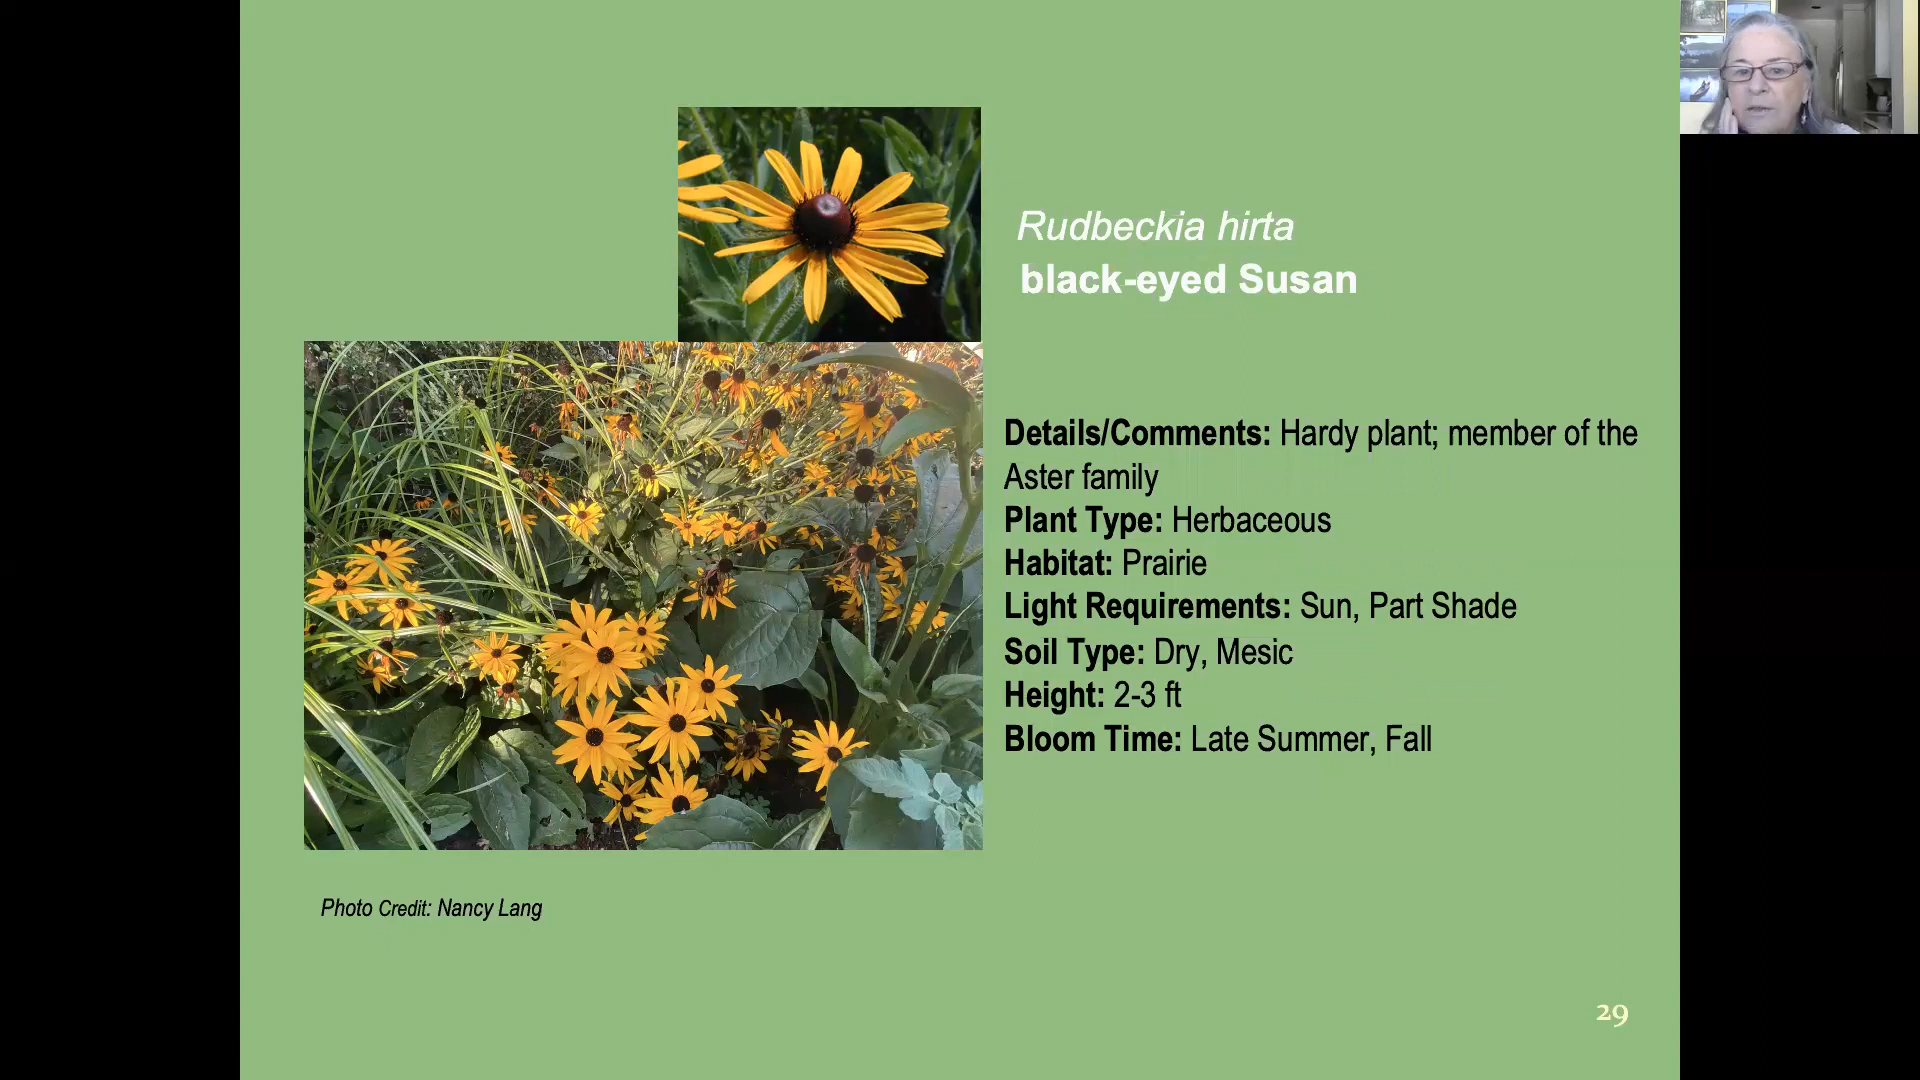 Rudbeckia hirta
black-eyed Susan
Details/Comments: Hardy plant; member of the
Aster family
Plant Type: Herbaceous
Habitat: Prairie
Light Requirements: Sun, Part Shade
Soil Type: Dry, Mesic
Height: 2-3 ft
Bloom Time: Late Summer, Fall
Photo Credit: Nancy Lang
29